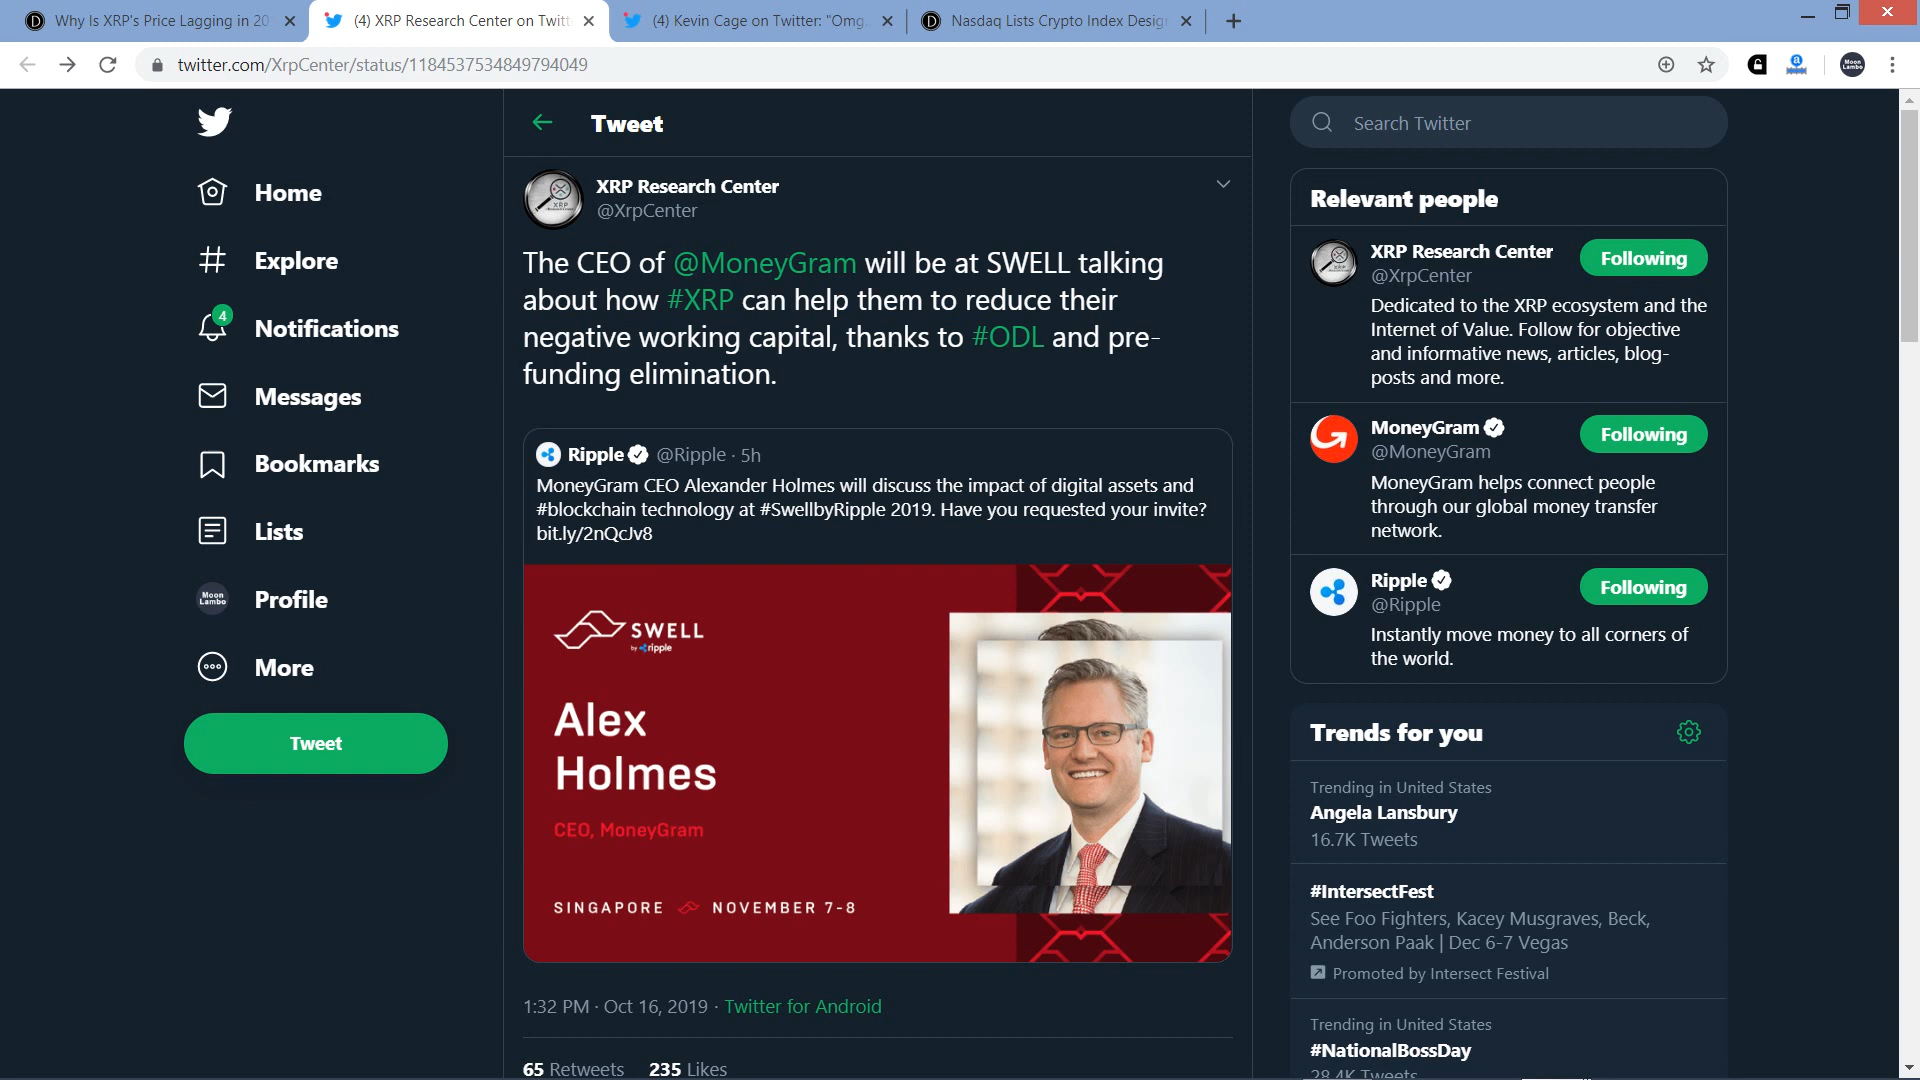 Why Is XRP's Price Lagging in 20
(4) XRP Research Center on Twitt
(4) Kevin Cage on Twitter: "Omg
Nasdaq Lists Crypto Index Desig
twitter.com/XrpCenter/status/1184537534849794049
Home
Explore
4
Notifications
Messages
Bookmarks
Lists
Moon
Lambo
Profile
More
Tweet
Tweet
XRP Research Center
@XrpCenter
The CEO of @MoneyGram will be at SWELL talking
about how #XRP can help them to reduce their
negative working capital, thanks to #ODL and pre-
funding elimination.
Ripple @Ripple · 5h
MoneyGram CEO Alexander Holmes will discuss the impact of digital assets and
#blockchain technology at #SwellbyRipple 2019. Have you requested your invite?
bit.ly/2nQcJv8
SWELL
by ripple
Alex
Holmes
CEO, MoneyGram
SINGAPORE NOVEMBER 7-8
1:32 PM · Oct 16, 2019 · Twitter for Android
65 Retweets 235 Likes
Search Twitter
Relevant people
XRP Research Center
@XrpCenter
Following
Dedicated to the XRP ecosystem and the
Internet of Value. Follow for objective
and informative news, articles, blog-
posts and more.
MoneyGram
@MoneyGram
Following
MoneyGram helps connect people
through our global money transfer
network.
Ripple
@Ripple
Following
Instantly move money to all corners of
the world.
Trends for you
Trending in United States
Angela Lansbury
16.7K Tweets
#IntersectFest
See Foo Fighters, Kacey Musgraves, Beck,
Anderson Paak | Dec 6-7 Vegas
Promoted by Intersect Festival
Trending in United States
#NationalBossDay
28.4K Tweets